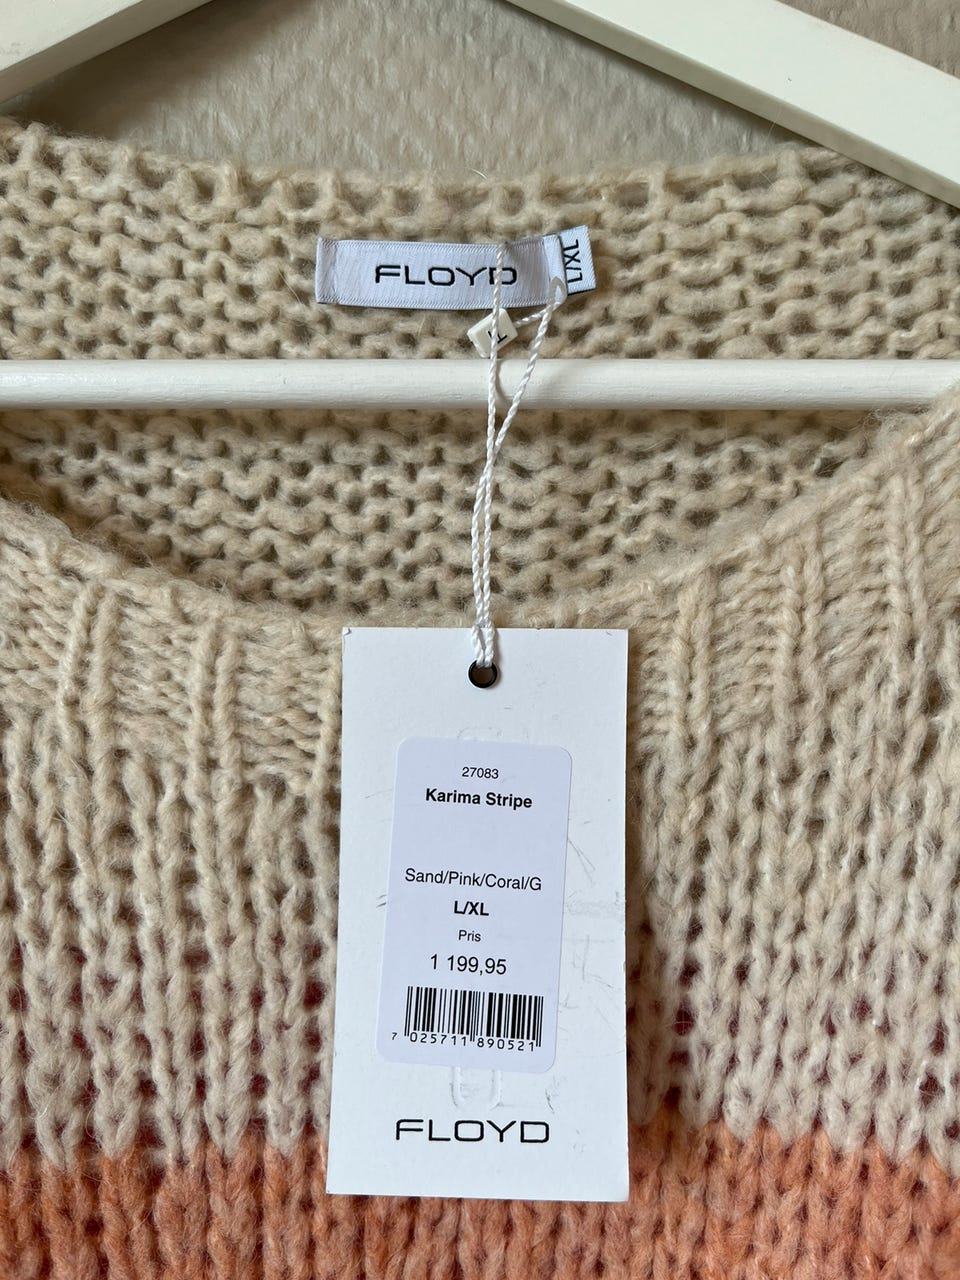 FLOYD
L/XL
27083
Karima Stripe
Sand/Pink/Coral/G
L/XL
Pris
1 199,95
7 025711 890521
FLOYD